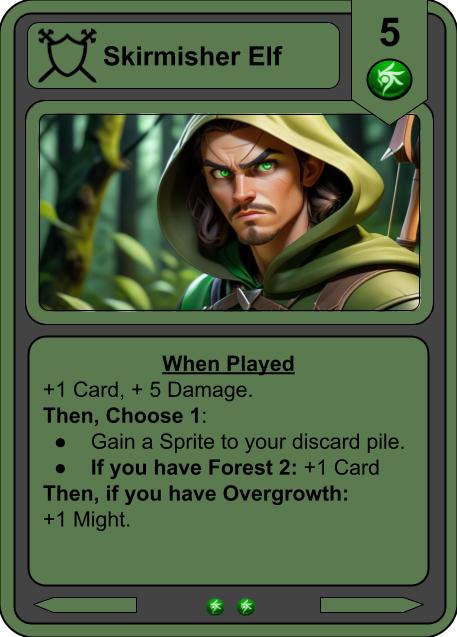 Skirmisher Elf
5
When Played
+1 Card, + 5 Damage.
Then, Choose 1:
● Gain a Sprite to your discard pile.
● If you have Forest 2: +1 Card
Then, if you have Overgrowth:
+1 Might.